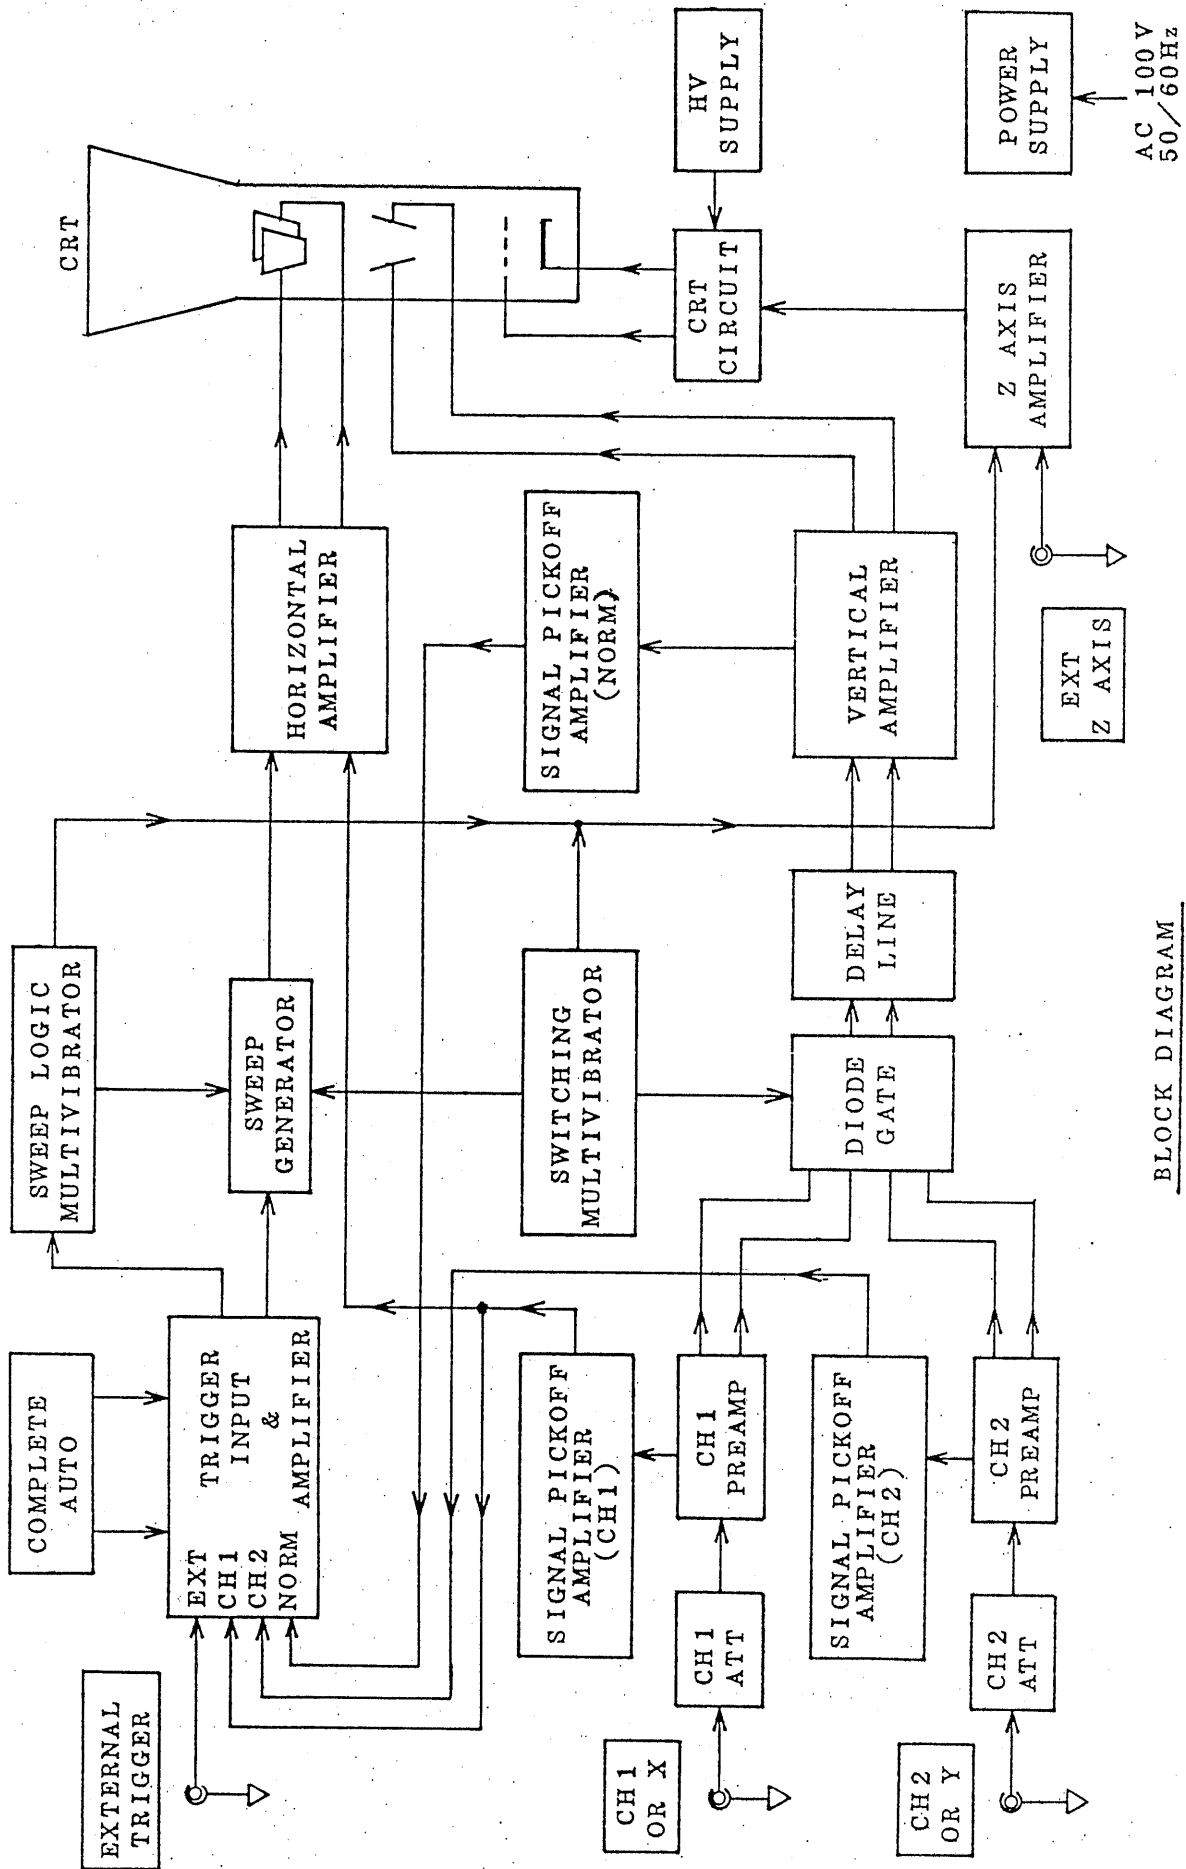 EXTERNAL
TRIGGER
COMPLETE
AUTO
EXT
CH1
CH2
NORM
TRIGGER
INPUT
&
AMPLIFIER
SWEEP LOGIC
MULTIVIBRATOR
SWEEP
GENERATOR
HORIZONTAL
AMPLIFIER
CRT
SIGNAL PICKOFF
AMPLIFIER
(NORM)
SWITCHING
MULTIVIBRATOR
SIGNAL PICKOFF
AMPLIFIER
(CH1)
CH1
OR X
CH1
ATT
CH1
PREAMP
DIODE
GATE
DELAY
LINE
VERTICAL
AMPLIFIER
CRT
CIRCUIT
HV
SUPPLY
SIGNAL PICKOFF
AMPLIFIER
(CH2)
CH2
OR Y
CH2
ATT
CH2
PREAMP
EXT
Z AXIS
Z AXIS
AMPLIFIER
POWER
SUPPLY
AC 100V
50/60Hz
BLOCK DIAGRAM